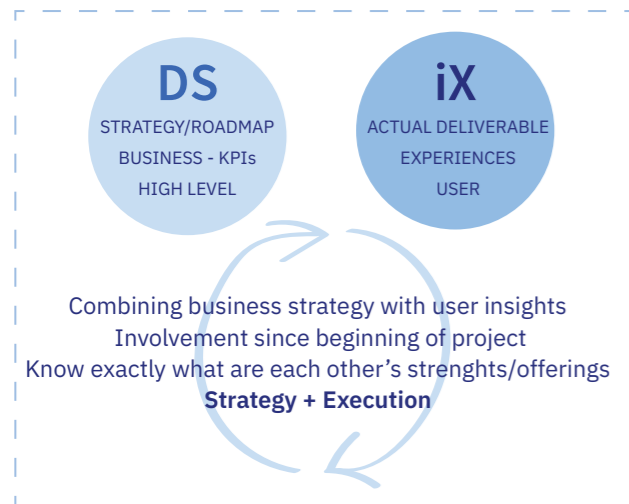 DS
STRATEGY/ROADMAP
BUSINESS - KPIs
HIGH LEVEL
iX
ACTUAL DELIVERABLE
EXPERIENCES
USER
Combining business strategy with user insights
Involvement since beginning of project
Know exactly what are each other’s strenghts/offerings
Strategy + Execution